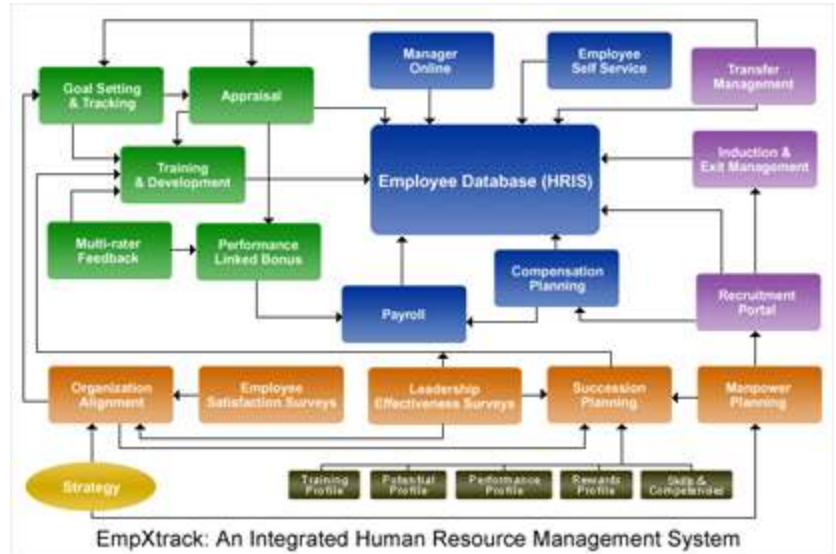 Manager
Online
Employee
Self Service
Transfer
Management
Goal Setting
& Tracking
Appraisal
Training
& Development
Employee Database (HRIS)
Induction &
Exit Management
Multi-rater
Feedback
Performance
Linked Bonus
Compensation
Planning
Recruitment
Portal
Payroll
Organization
Alignment
Employee
Satisfaction Surveys
Leadership
Effectiveness Surveys
Succession
Planning
Manpower
Planning
Strategy
Training
Profile
Potential
Profile
Performance
Profile
Rewards
Profile
Skills &
Competencies
EmpXtrack: An Integrated Human Resource Management System